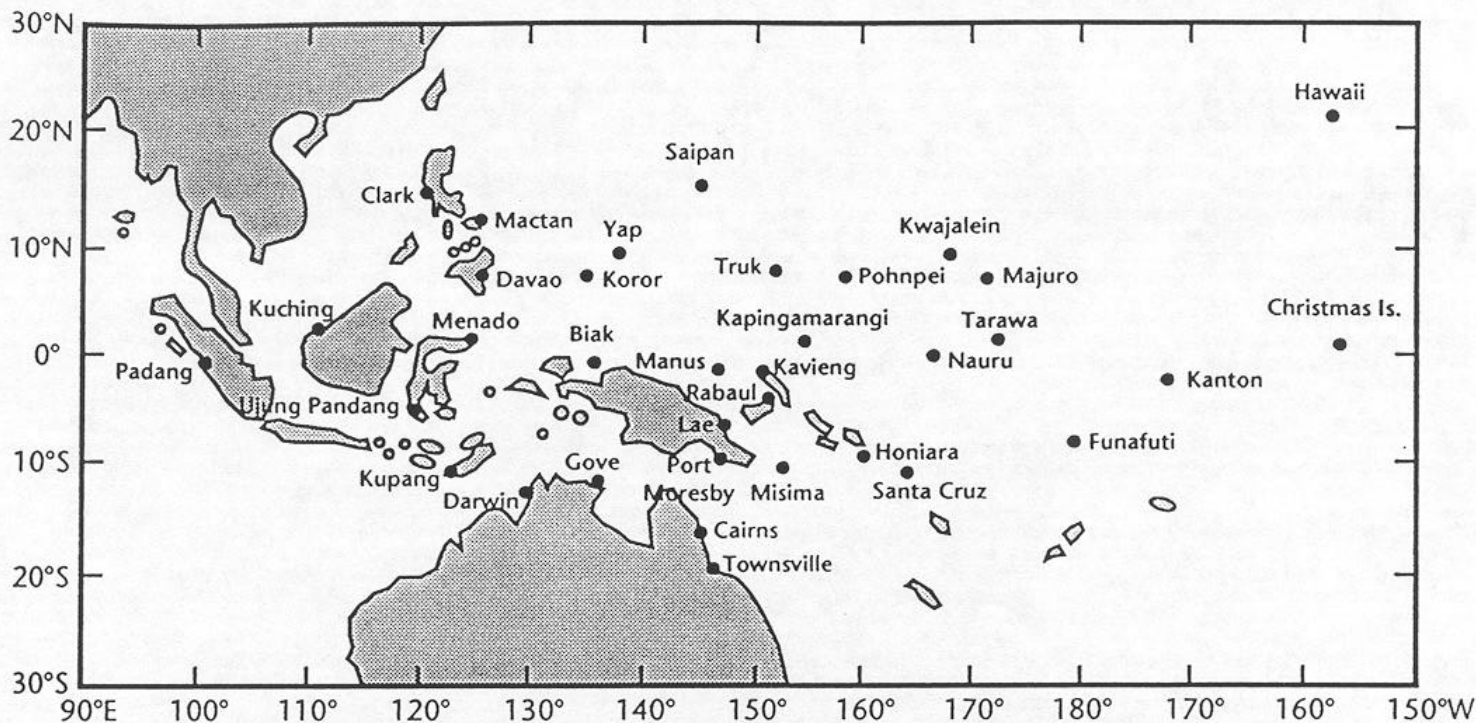 30°N
Hawaii
20°N
Saipan
Clark
Mactan
Yap
Kwajalein
10°N
Truk
Pohnpei
Majuro
Davao
Koror
Kuching
Menado
Biak
Kapingamarangi
Tarawa
Christmas Is.
0°
Padang
Manus
Kavieng
Nauru
Kanton
Ujung Pandang
Rabaul
Lae
Funafuti
10°S
Kupang
Gove
Port
Honiara
Darwin
Moresby
Misima
Santa Cruz
Cairns
Townsville
20°S
30°S
90°E 100° 110° 120° 130° 140° 150° 160° 170° 180° 170° 160° 150°W